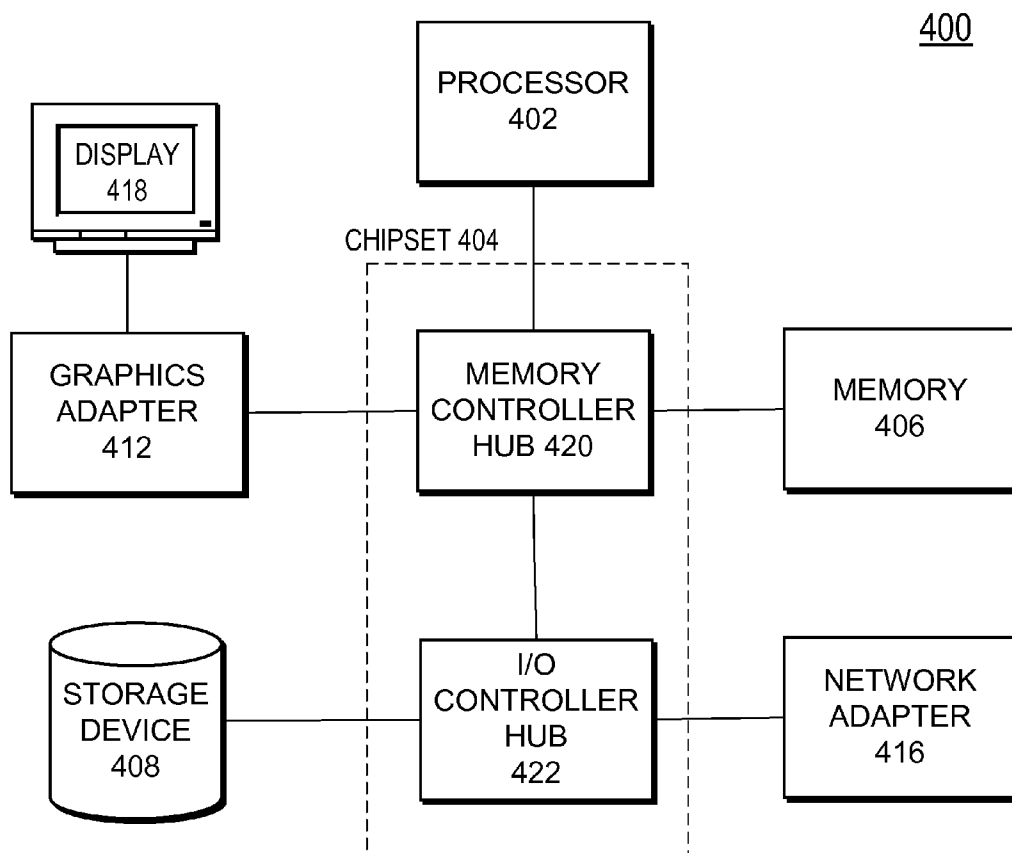 400
PROCESSOR
402
DISPLAY
418
CHIPSET 404
GRAPHICS
ADAPTER
412
MEMORY
CONTROLLER
HUB 420
MEMORY
406
STORAGE
DEVICE
408
I/O
CONTROLLER
HUB
422
NETWORK
ADAPTER
416